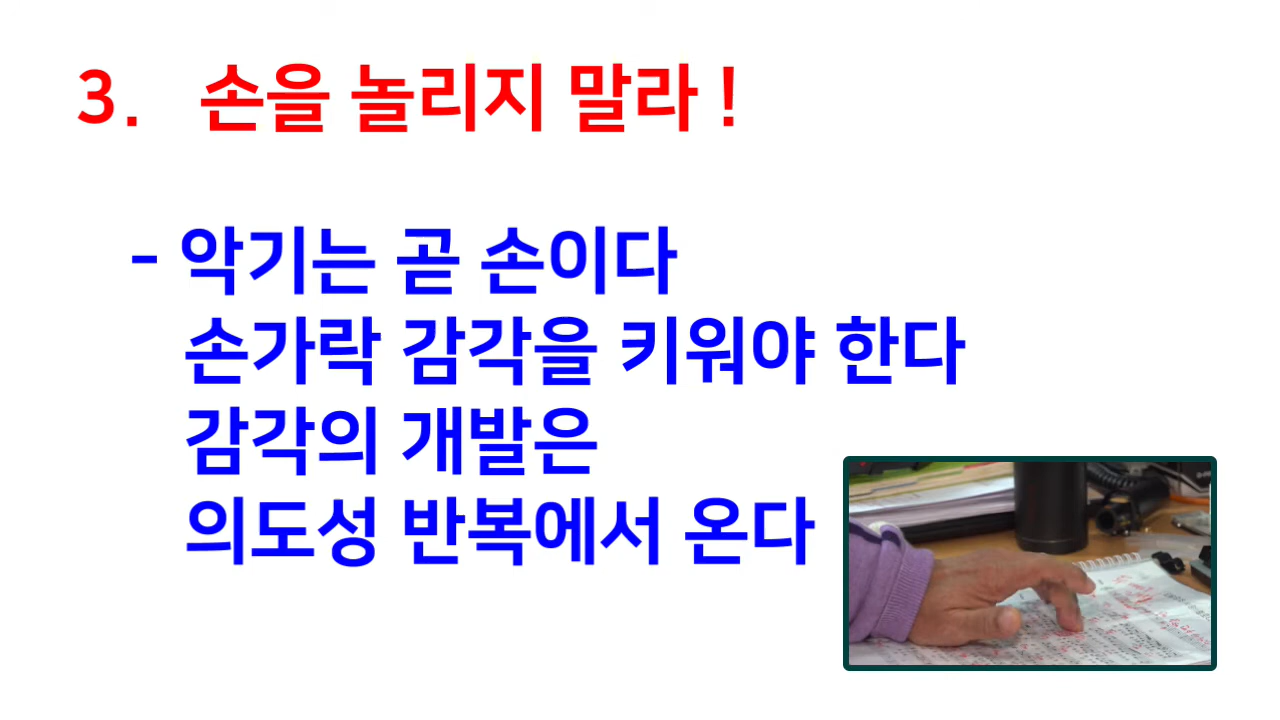 3. 손을 놀리지 말라 !
- 악기는 곧 손이다
손가락 감각을 키워야 한다
감각의 개발은
의도성 반복에서 온다